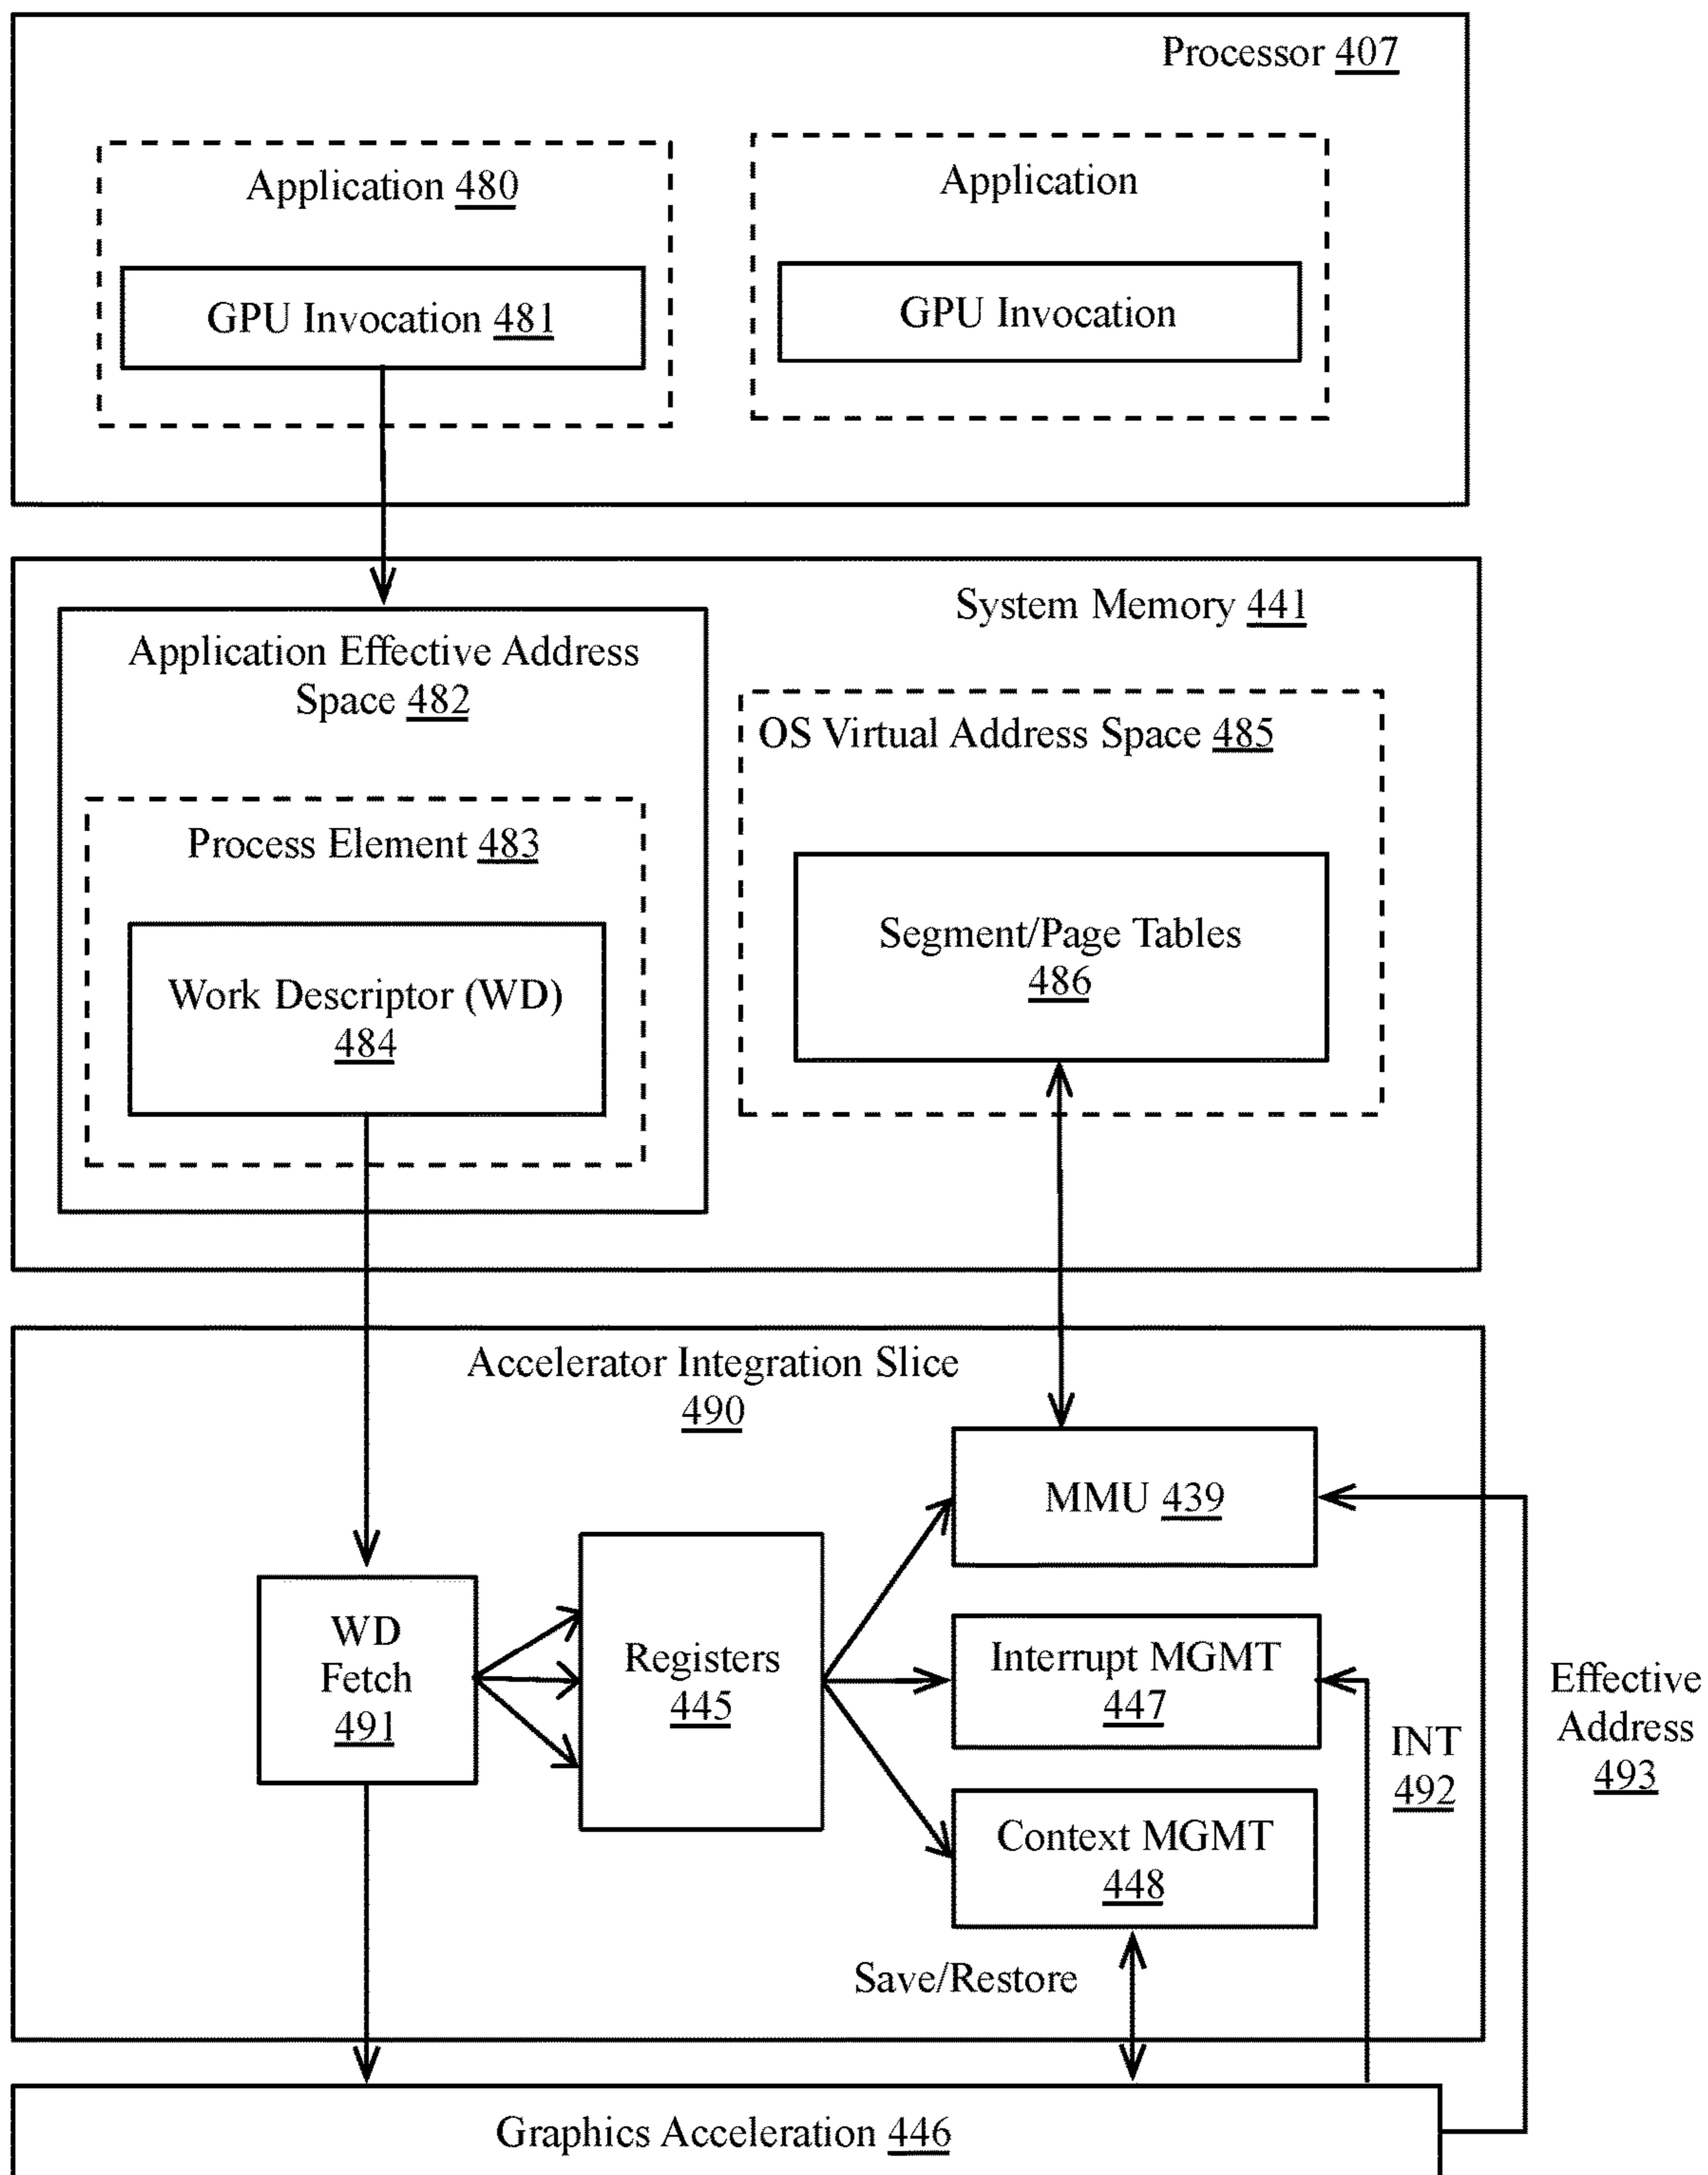 Processor 407
Application 480
Application
GPU Invocation 481
GPU Invocation
System Memory 441
Application Effective Address
Space 482
OS Virtual Address Space 485
Process Element 483
Segment/Page Tables
486
Work Descriptor (WD)
484
Accelerator Integration Slice
490
MMU 439
WD
Fetch
491
Registers
445
Interrupt MGMT
447
Effective
Address
493
INT
492
Context MGMT
448
Save/Restore
Graphics Acceleration 446